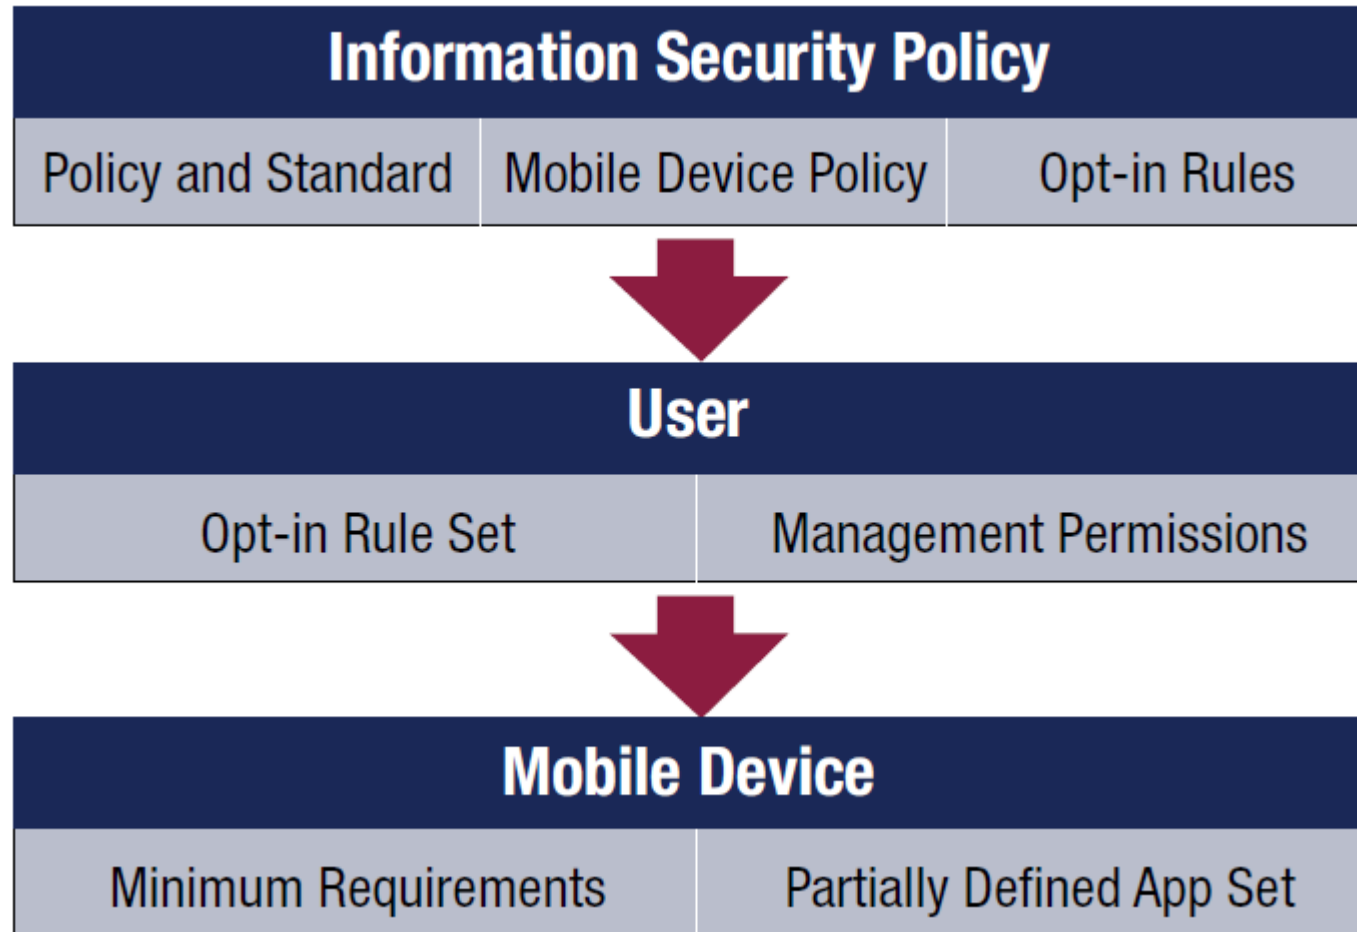 Information Security Policy
Policy and Standard
Mobile Device Policy
Opt-in Rules
User
Opt-in Rule Set
Management Permissions
Mobile Device
Minimum Requirements
Partially Defined App Set